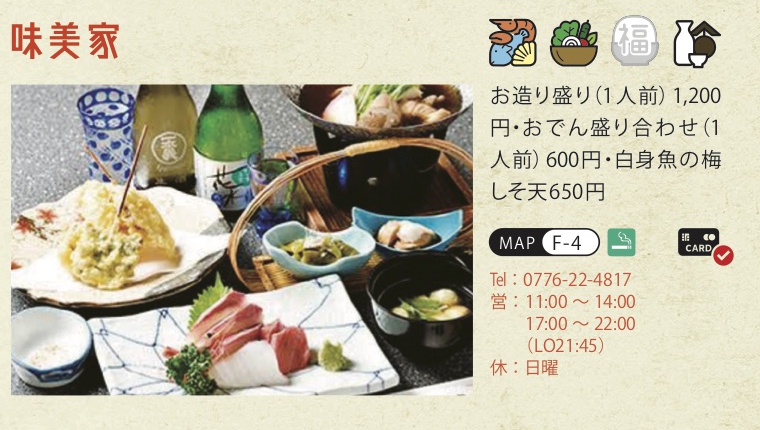 味美家
福
お造り盛り(1人前)1,200
円・おでん盛り合わせ(1
人前)600円・白身魚の梅
しそ天650円
MAP F-4
CARD
Tel：0776-22-4817
営：11:00 ～ 14:00
17:00 ～ 22:00
（LO21:45）
休：日曜